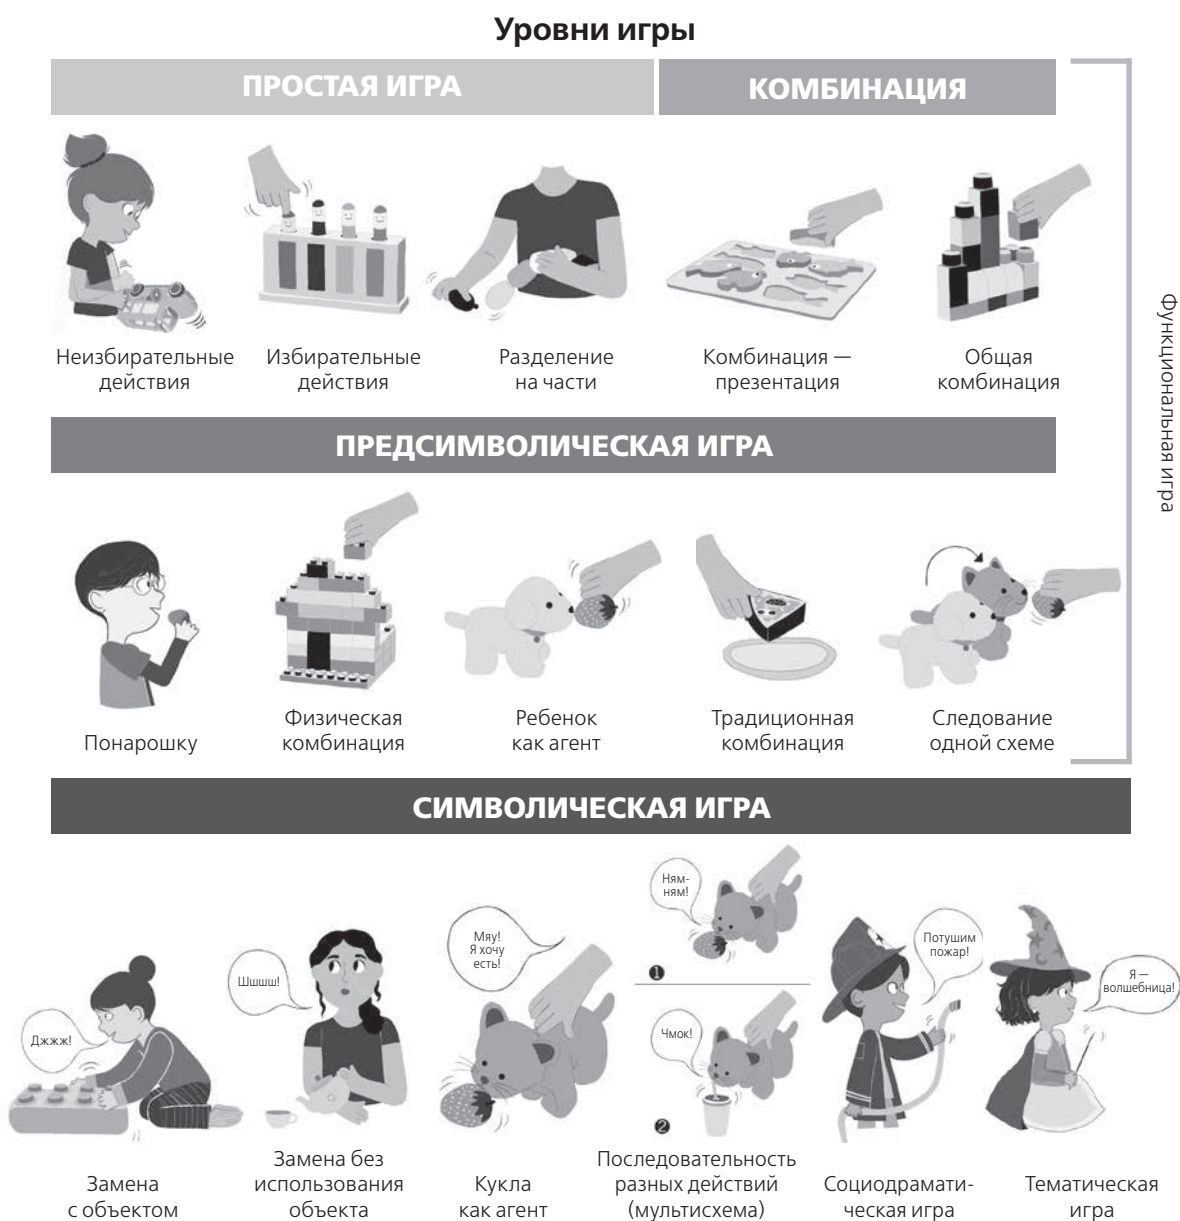 Уровни игры
ПРОСТАЯ ИГРА
КОМБИНАЦИЯ
Неизбирательные
действия
Избирательные
действия
Разделение
на части
Комбинация —
презентация
Общая
комбинация
Функциональная игра
ПРЕДСИМВОЛИЧЕСКАЯ ИГРА
Понарошку
Физическая
комбинация
Ребенок
как агент
Традиционная
комбинация
Следование
одной схеме
СИМВОЛИЧЕСКАЯ ИГРА
Джжж!
Шшшш!
Мяу!
Я хочу
есть!
Ням-
ням!
1
Чмок!
2
Потушим
пожар!
Я —
волшебница!
Замена
с объектом
Замена без
использования
объекта
Кукла
как агент
Последовательность
разных действий
(мультисхема)
Социодрамати-
ческая игра
Тематическая
игра